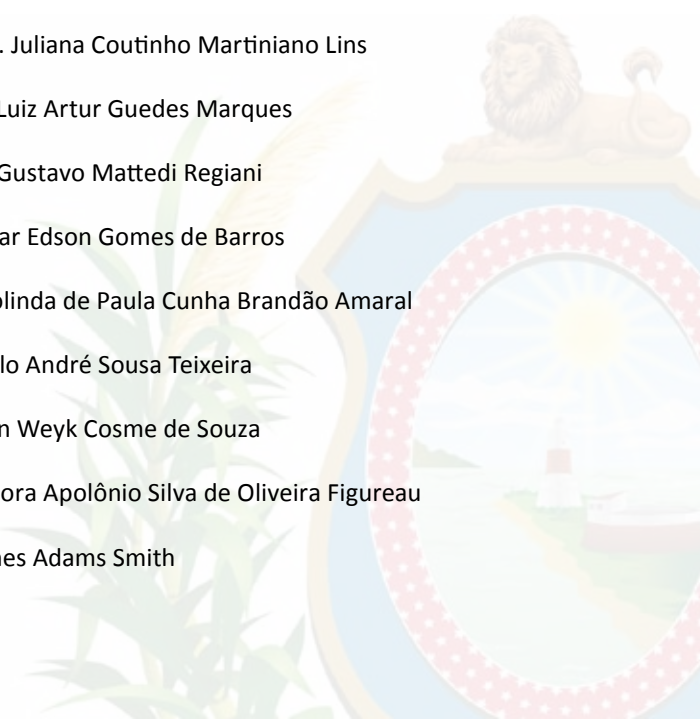 . Juliana Coutinho Martiniano Lins
Luiz Artur Guedes Marques
Gustavo Mattedi Regiani
ar Edson Gomes de Barros
olinda de Paula Cunha Brandão Amaral
lo André Sousa Teixeira
n Weyk Cosme de Souza
ora Apolônio Silva de Oliveira Figureau
nes Adams Smith